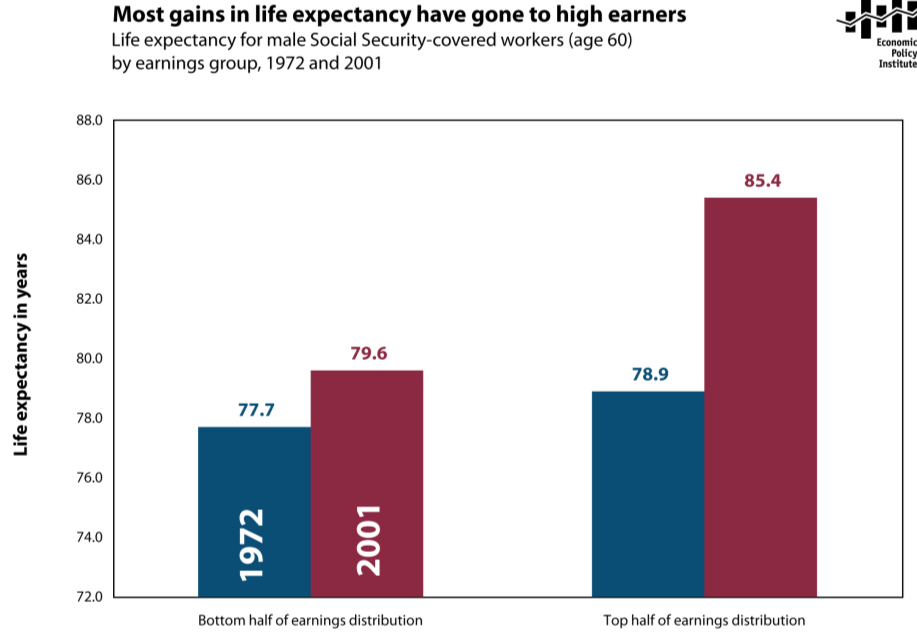 Most gains in life expectancy have gone to high earners
Life expectancy for male Social Security-covered workers (age 60)
by earnings group, 1972 and 2001
Economic
Policy
Institute
Life expectancy in years
88.0
86.0
84.0
82.0
80.0
78.0
76.0
74.0
72.0
77.7
79.6
78.9
85.4
1972
2001
Bottom half of earnings distribution
Top half of earnings distribution